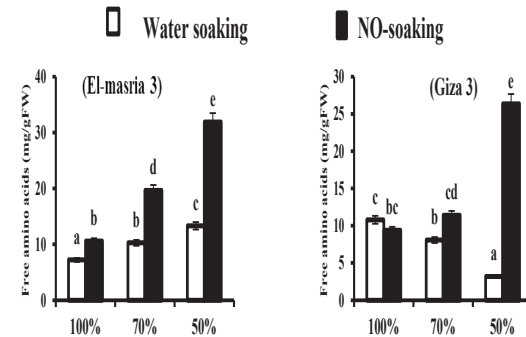 Water soaking NO-soaking
(El-masria 3)
Free amino acids (mg/gFW)
40
30
20
10
0
a b b d c e
100% 70% 50%
(Giza 3)
Free amino acids (mg/gFW)
30
25
20
15
10
5
0
c bc b cd a e
100% 70% 50%